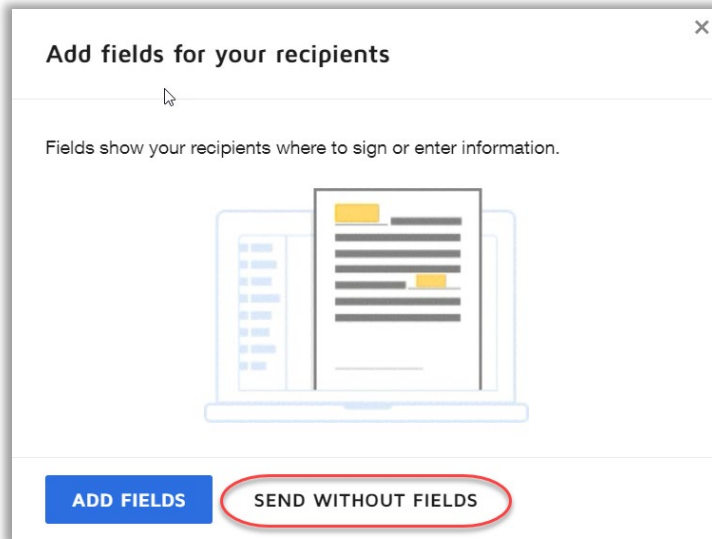 Add fields for your recipients
Fields show your recipients where to sign or enter information.
ADD FIELDS
SEND WITHOUT FIELDS